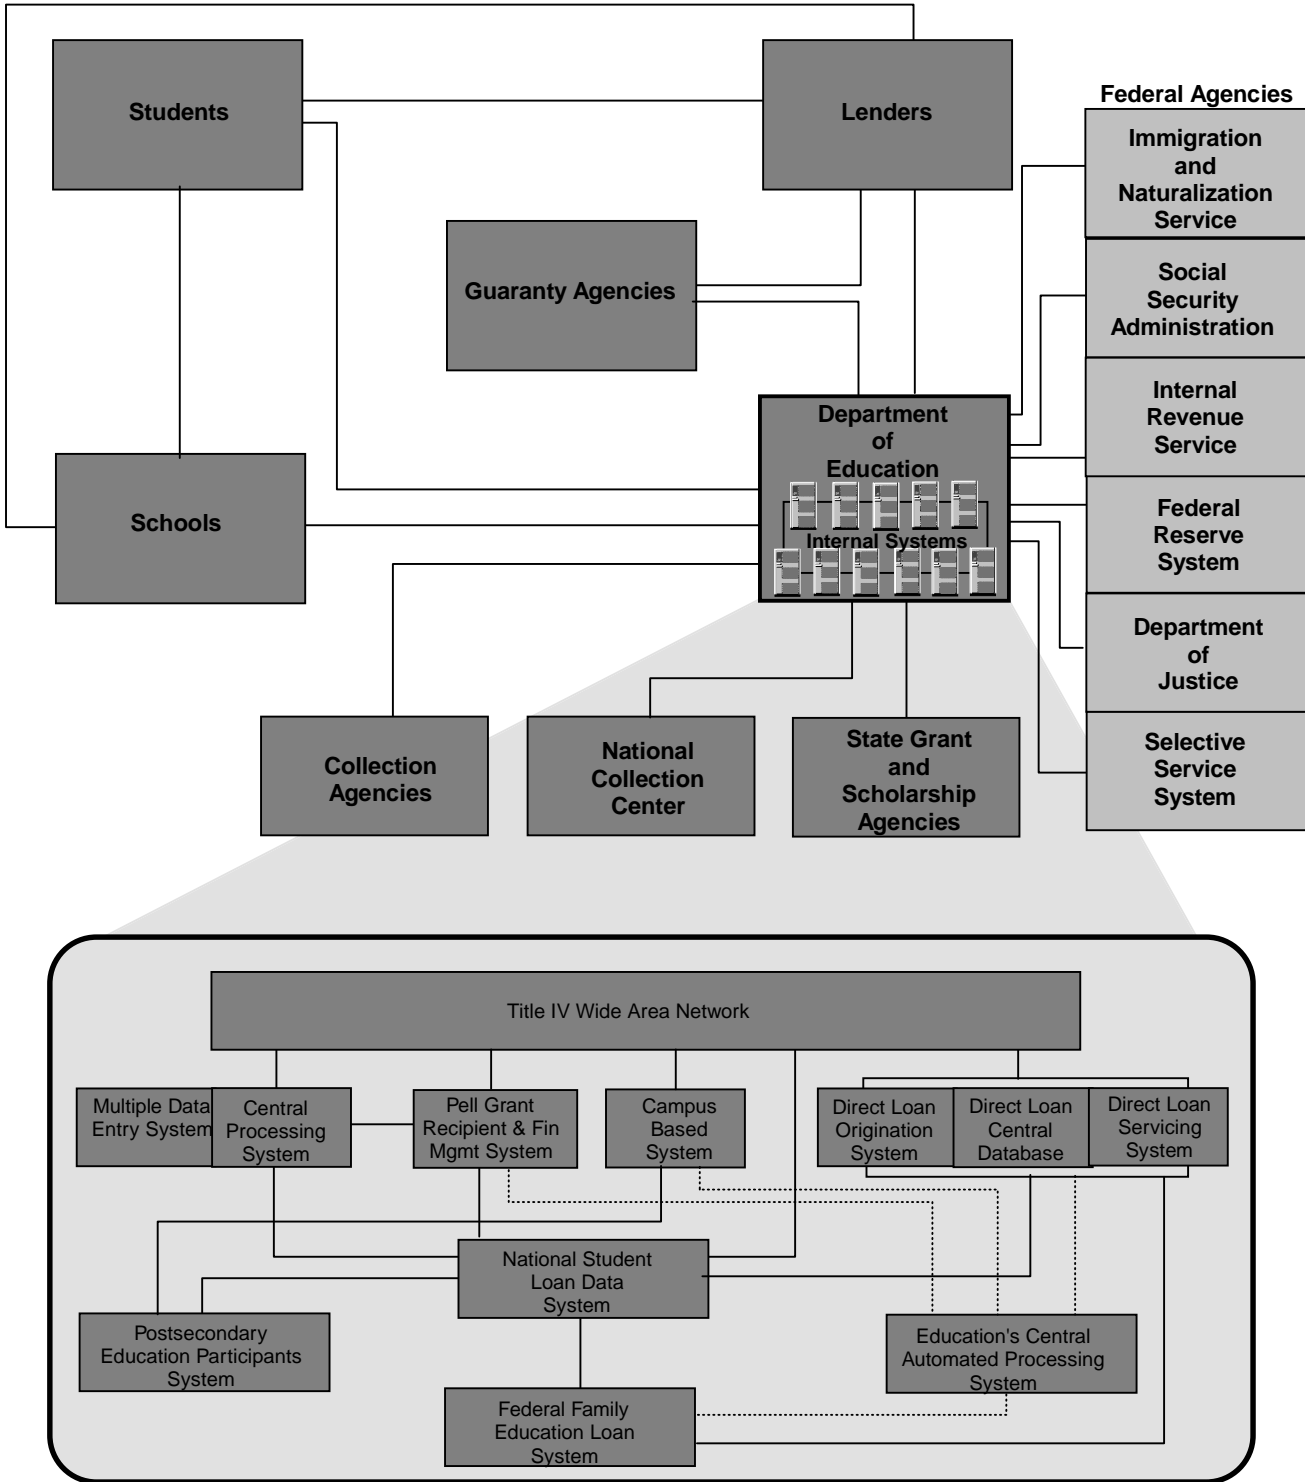 Students
Lenders
Federal Agencies
Immigration
and
Naturalization
Service
Social
Security
Administration
Guaranty Agencies
Internal
Revenue
Service
Department
of
Education
Internal Systems
Schools
Federal
Reserve
System
Department
of
Justice
Collection
Agencies
National
Collection
Center
State Grant
and
Scholarship
Agencies
Selective
Service
System
Title IV Wide Area Network
Multiple Data
Entry System
Central
Processing
System
Pell Grant
Recipient & Fin
Mgmt System
Campus
Based
System
Direct Loan
Origination
System
Direct Loan
Central
Database
Direct Loan
Servicing
System
National Student
Loan Data
System
Postsecondary
Education Participants
System
Education's Central
Automated Processing
System
Federal Family
Education Loan
System